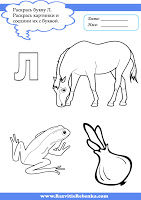 Раскрась букву Л.
Раскрась картинки и
соедини их с буквой.
Дата:
Имя:
Л
www.RazvitieRebenka.com